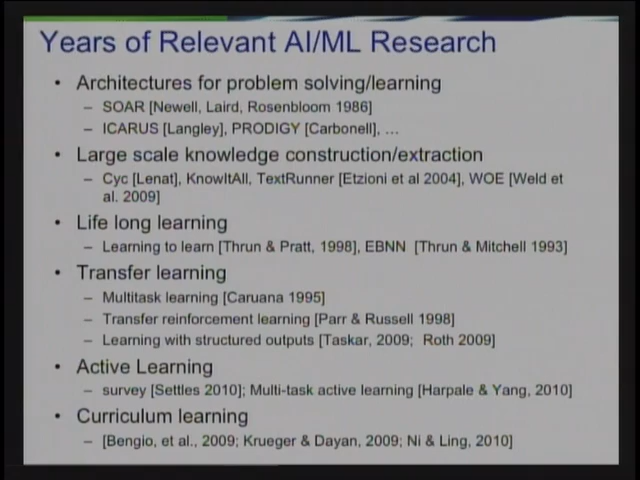 Years of Relevant AI/ML Research
• Architectures for problem solving/learning
– SOAR [Newell, Laird, Rosenbloom 1986]
– ICARUS [Langley], PRODIGY [Carbonell], …
• Large scale knowledge construction/extraction
– Cyc [Lenat], KnowItAll, TextRunner [Etzioni et al 2004], WOE [Weld et
al. 2009]
• Life long learning
– Learning to learn [Thrun & Pratt, 1998], EBNN [Thrun & Mitchell 1993]
• Transfer learning
– Multitask learning [Caruana 1995]
– Transfer reinforcement learning [Parr & Russell 1998]
– Learning with structured outputs [Taskar, 2009; Roth 2009]
• Active Learning
– survey [Settles 2010]; Multi-task active learning [Harpale & Yang, 2010]
• Curriculum learning
– [Bengio, et al., 2009; Krueger & Dayan, 2009; Ni & Ling, 2010]